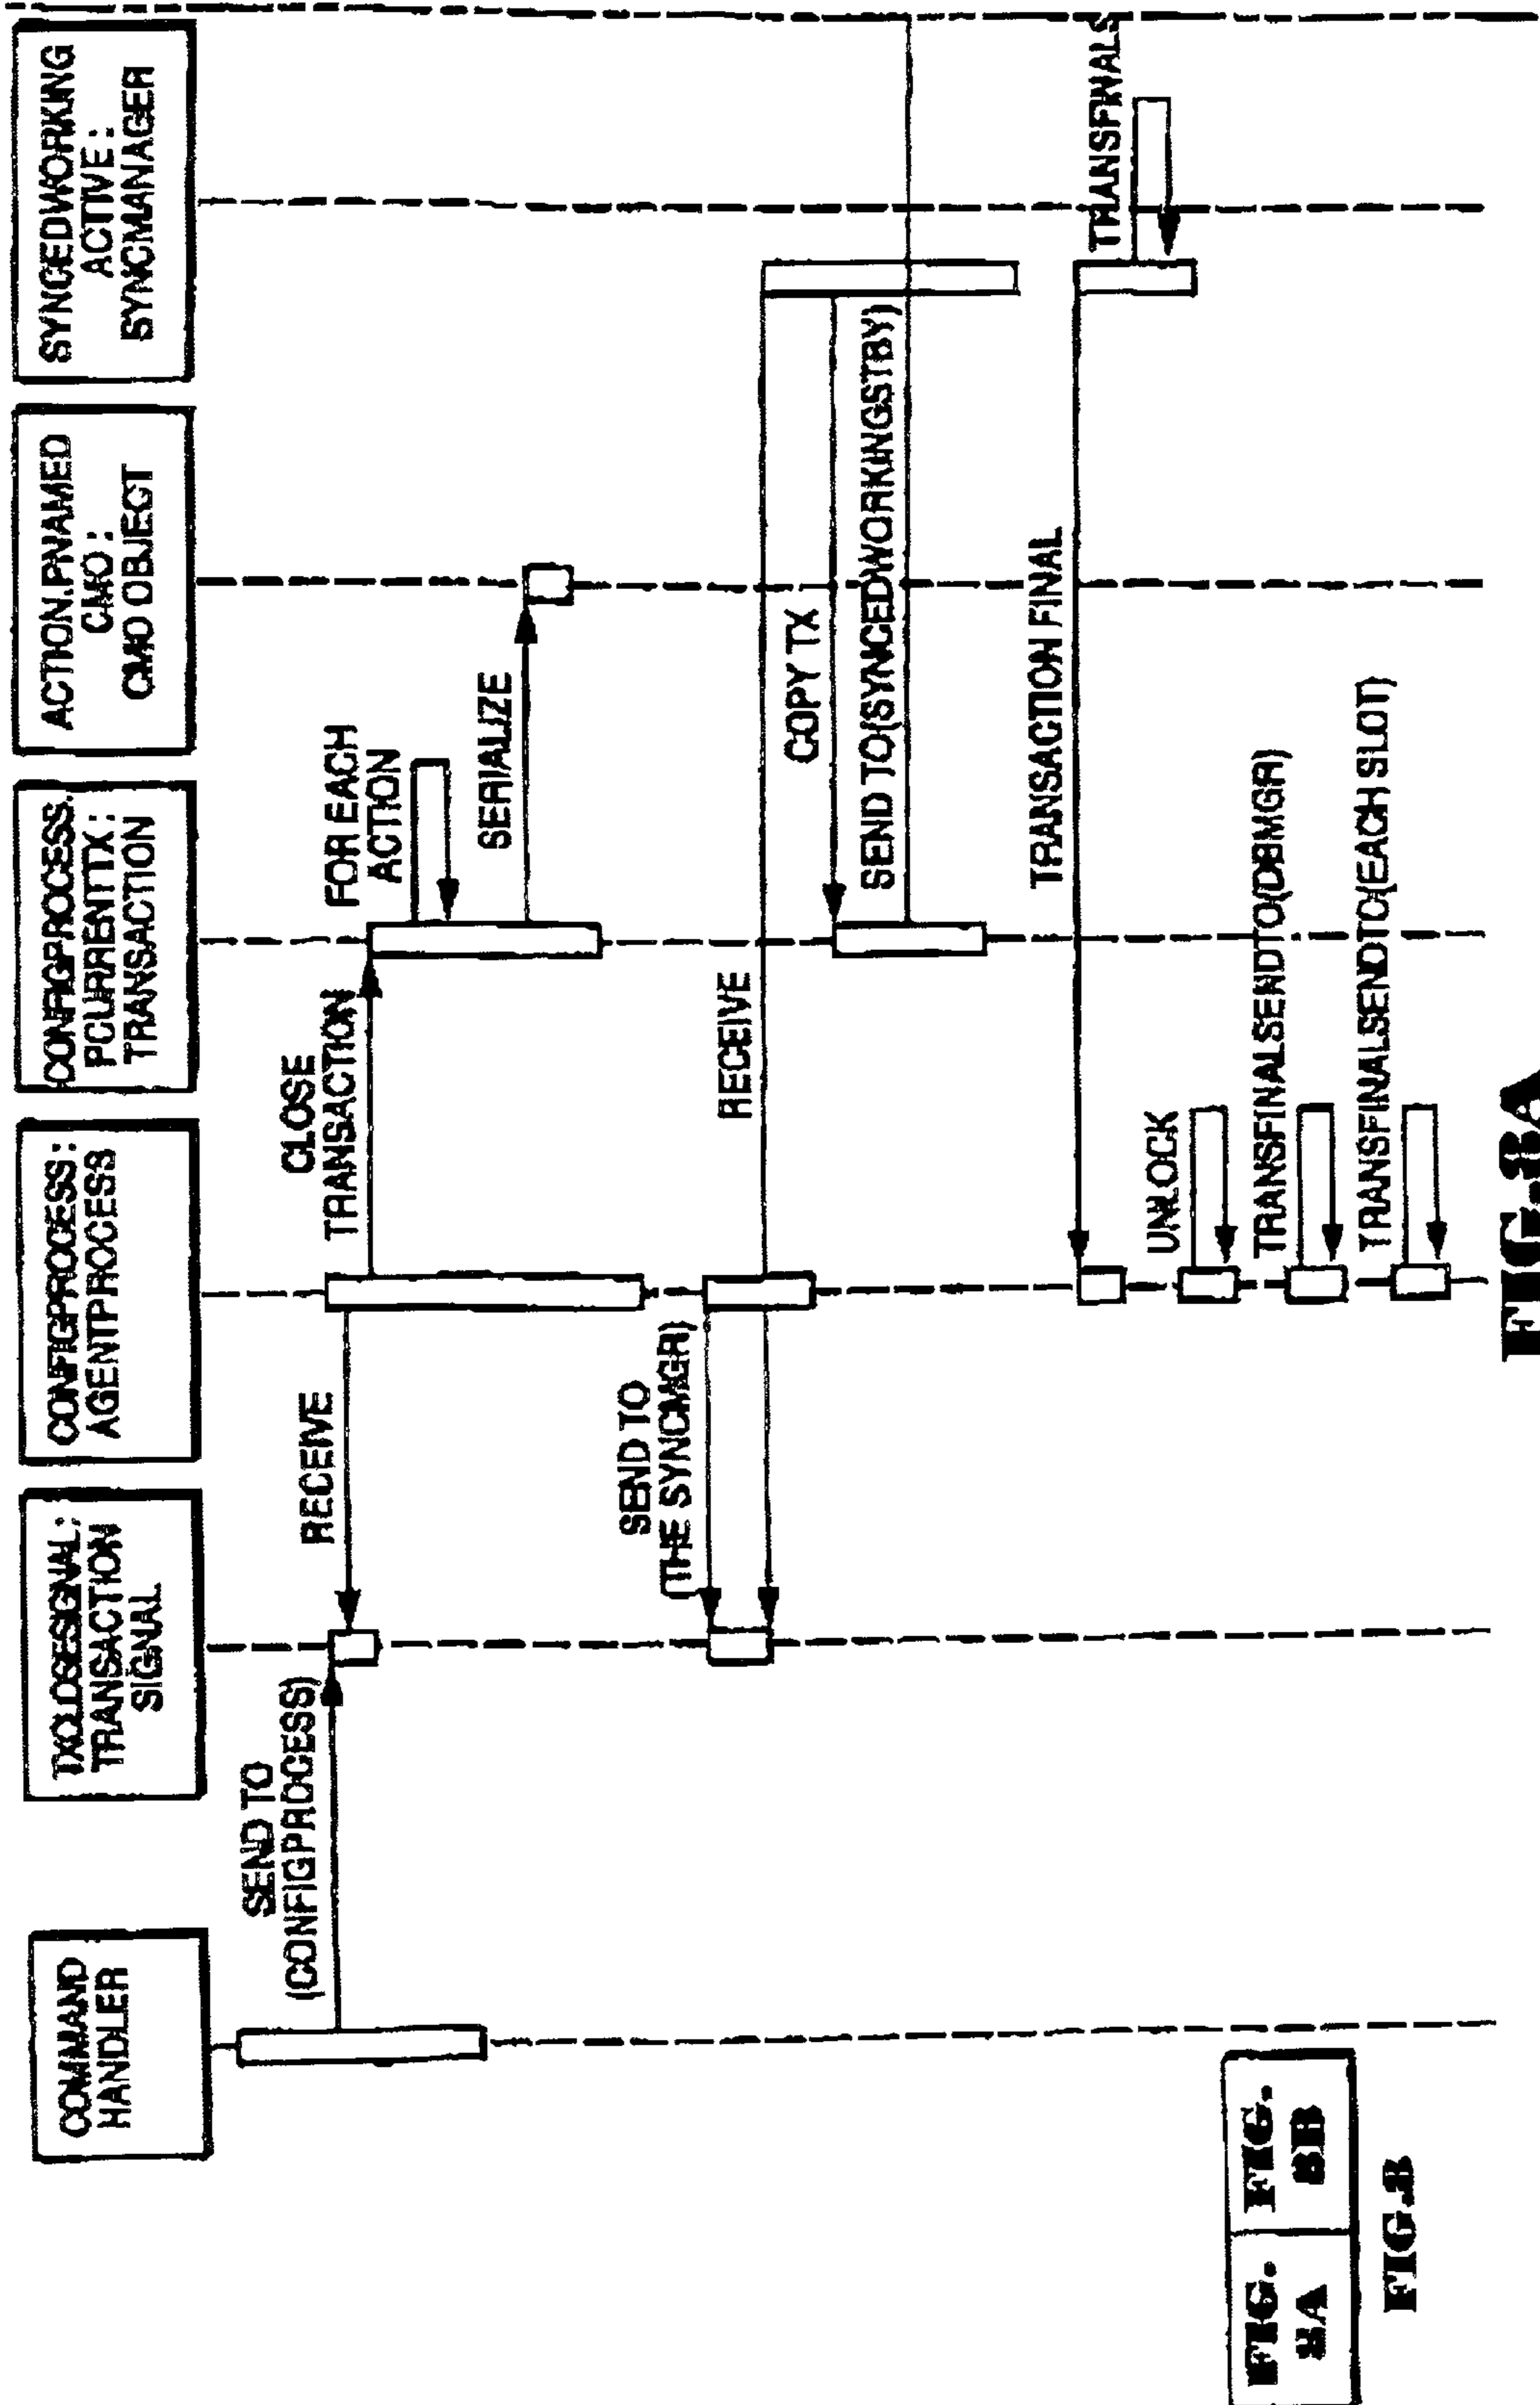 COMMAND
HANDLER
TXCLOSESIGNAL:
TRANSACTION
SIGNAL
CONFIGPROCESS:
AGENTPROCESS
CONFIGPROCESS.
PCURRENTTX:
TRANSACTION
ACTION.PNAMED
CMO:
CMO OBJECT
SYNCEDWORKING
ACTIVE:
SYNCMANAGER
SEND TO
(CONFIGPROCESS)
RECEIVE
CLOSE
TRANSACTION
FOR EACH
ACTION
SERIALIZE
SEND TO
(THE SYNCMGR)
RECEIVE
COPY TX
SEND TO(SYNCEDWORKINGSTBY)
TRANSACTION FINAL
TRANSFINALS
UNLOCK
TRANSFINALSENDTO(DBMGR)
TRANSFINALSENDTO(EACH SLOT)
FIG.
8A
FIG.
8B
FIG.8
FIG.8A